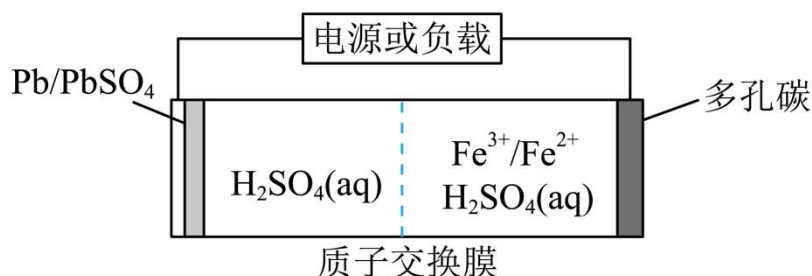 电源或负载
Pb/PbSO₄
多孔碳
Fe³⁺/Fe²⁺
H₂SO₄(aq)
H₂SO₄(aq)
质子交换膜